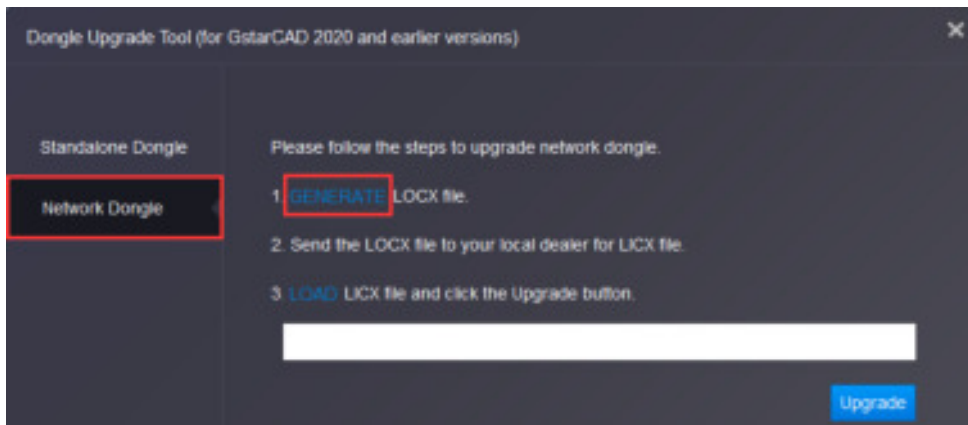 Dongle Upgrade Tool (for GstarCAD 2020 and earlier versions)
Standalone Dongle
Network Dongle
Please follow the steps to upgrade network dongle.
1. GENERATE LOCX file.
2. Send the LOCX file to your local dealer for LICX file.
3. LOAD LICX file and click the Upgrade button.
Upgrade